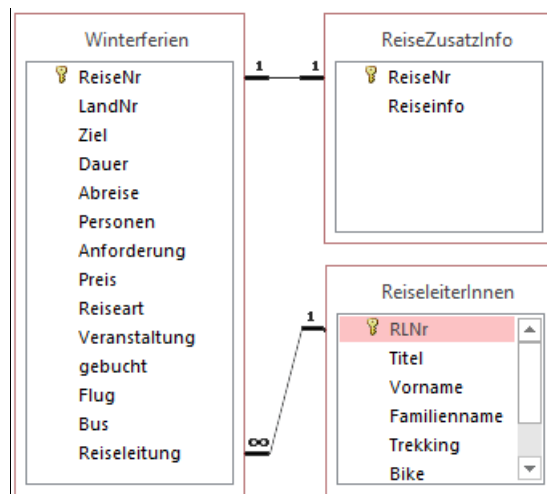 Winterferien
ReiseNr
LandNr
Ziel
Dauer
Abreise
Personen
Anforderung
Preis
Reiseart
Veranstaltung
gebucht
Flug
Bus
Reiseleitung
1
1
ReiseZusatzInfo
ReiseNr
Reiseinfo
1
∞
ReiseleiterInnen
RLNr
Titel
Vorname
Familienname
Trekking
Bike